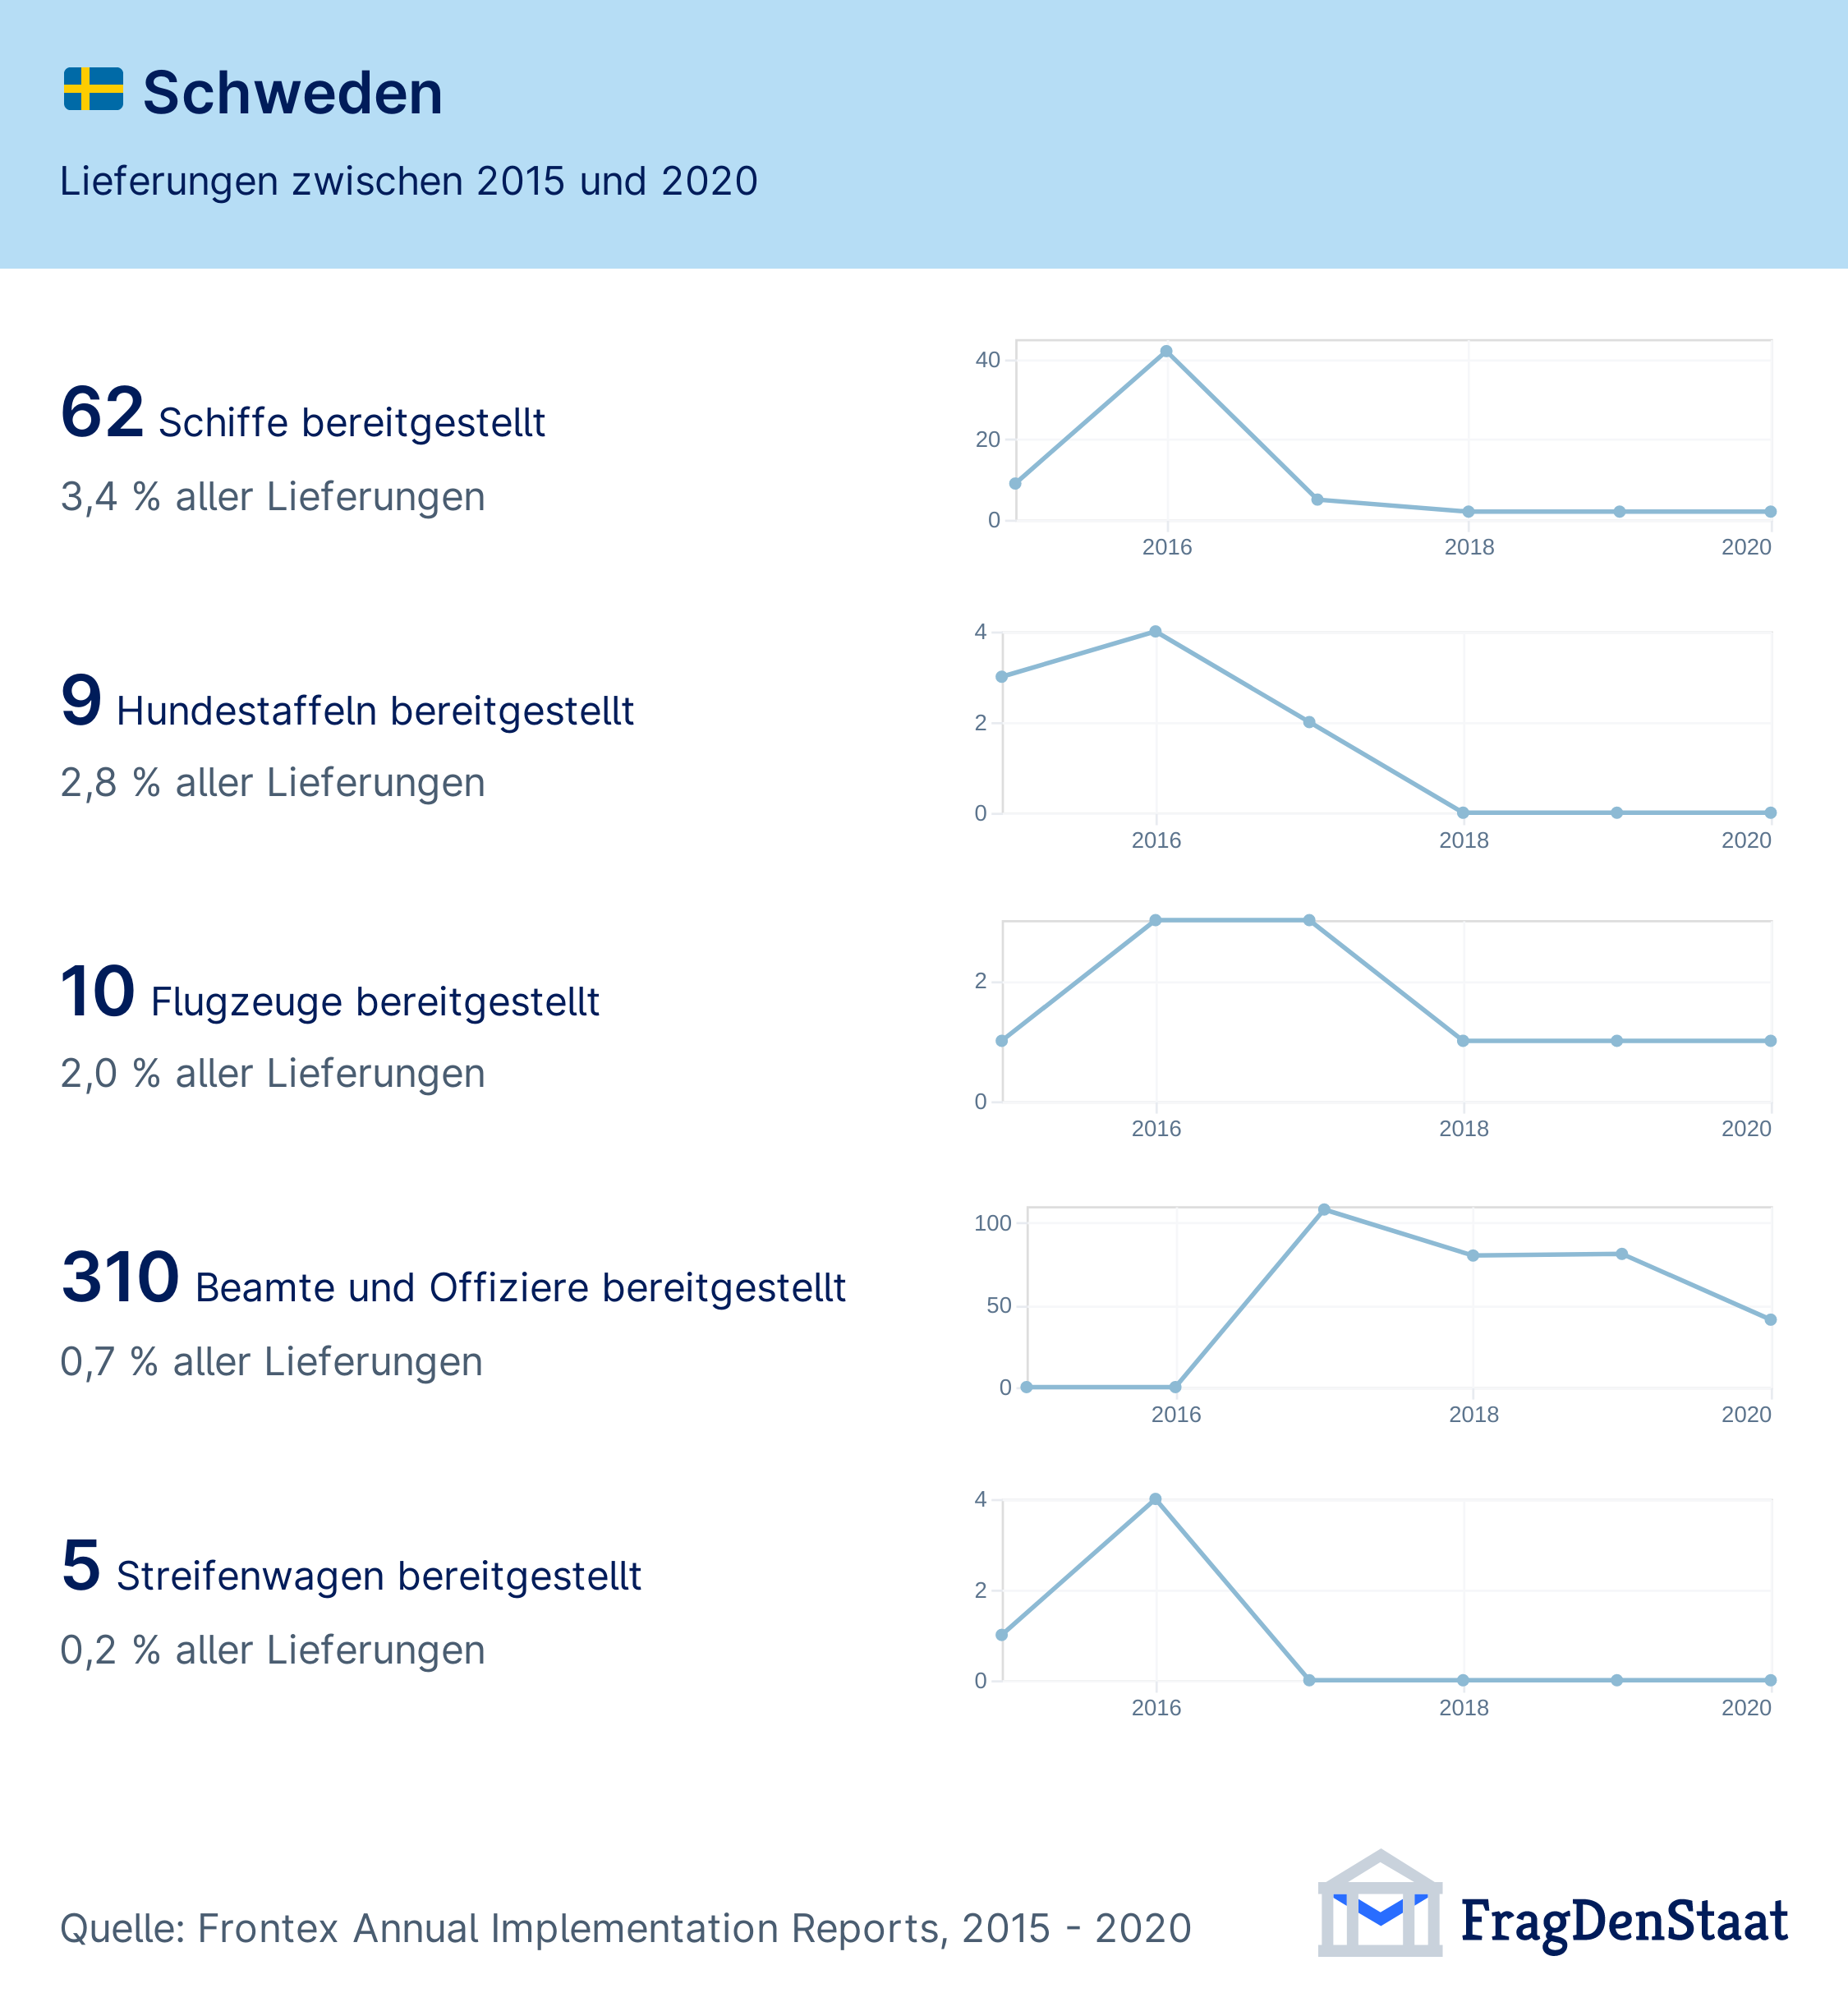 Schweden
Lieferungen zwischen 2015 und 2020
62 Schiffe bereitgestellt
3,4 % aller Lieferungen
40
20
0
2016 2018 2020
9 Hundestaffeln bereitgestellt
2,8 % aller Lieferungen
4
2
0
2016 2018 2020
10 Flugzeuge bereitgestellt
2,0 % aller Lieferungen
2
0
2016 2018 2020
310 Beamte und Offiziere bereitgestellt
0,7 % aller Lieferungen
100
50
0
2016 2018 2020
5 Streifenwagen bereitgestellt
0,2 % aller Lieferungen
4
2
0
2016 2018 2020
Quelle: Frontex Annual Implementation Reports, 2015 - 2020
FragDenStaat